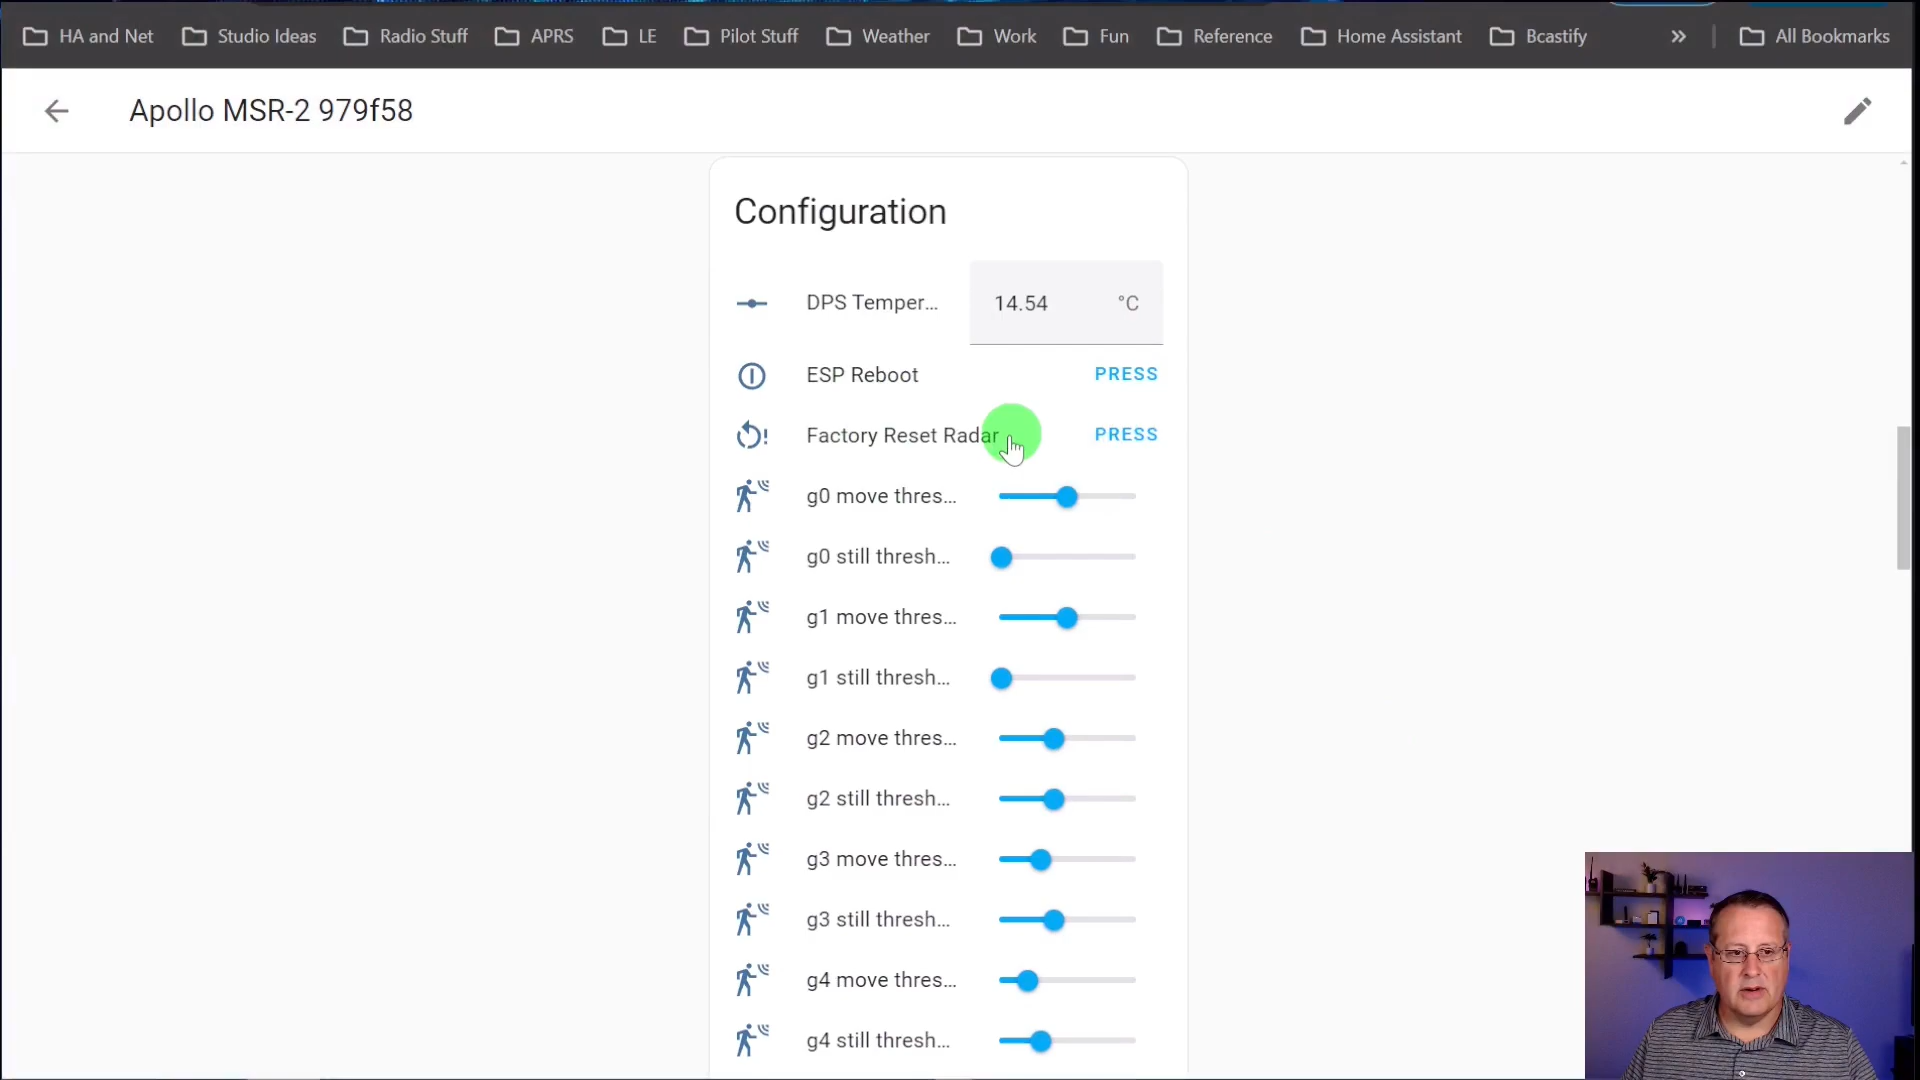 HA and Net Studio Ideas Radio Stuff APRS LE Pilot Stuff Weather Work Fun Reference Home Assistant Bcastify » All Bookmarks
Apollo MSR-2 979f58
Configuration
DPS Temper... 14.54 °C
ESP Reboot PRESS
Factory Reset Radar PRESS
g0 move thres...
g0 still thresh...
g1 move thres...
g1 still thresh...
g2 move thres...
g2 still thresh...
g3 move thres...
g3 still thresh...
g4 move thres...
g4 still thresh...